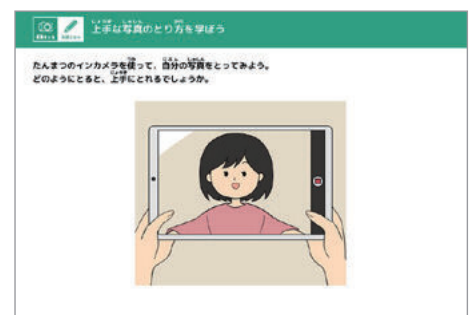 上手な写真のとり方を学ぼう
たんまつのインカメラを使って、自分の写真をとってみよう。
どのようにとると、上手にとれるでしょうか。